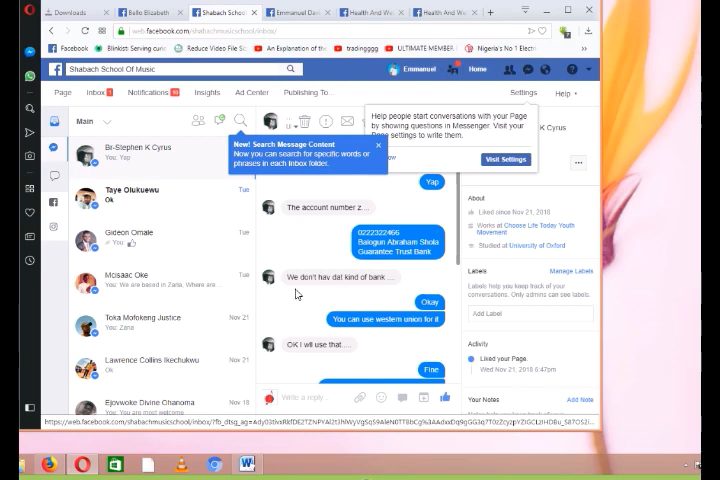 Downloads
Bello Elizabeth
Shabach Schoo
Emmanuel Davi
Health And We
Health And We
web.facebook.com/shabachmusicschool/inbox/
Facebook
Blinkist Serving curi
Reduce Video File Si
An Explanation of the
tradingggg
ULTIMATE MEMBER
Nigeria's No 1 Electr
Shabach School Of Music
Emmanuel
Home
Page
Inbox 1
Notifications 10
Insights
Ad Center
Publishing To...
Settings
Help
Main
Help people start conversations with your Page
by showing questions in Messenger. Visit your
Page settings to write them.
Visit Settings
New! Search Message Content
Now you can search for specific words or
phrases in each Inbox folder.
Br-Stephen K Cyrus
You: Yap
Taye Olukuewu
Tue
Ok
Gideon Omale
Tue
You:
Mcisaac Oke
Tue
You: We are based in Zaria, Where are...
Toka Mofokeng Justice
Nov 21
You: Zaria
Lawrence Collins Ikechukwu
Nov 21
Ok
Ejovwoke Divine Onanoma
Nov 18
You: You are most welcome
Yap
The account number z....
0222322466
Balogun Abraham Shola
Guarantee Trust Bank
We don't hav dat kind of bank ....
Okay
You can use western union for it
OK I wll use that.....
Fine
Write a reply...
K Cyrus
About
Liked since Nov 21, 2018
Works at Choose Life Today Youth
Movement
Studied at University of Oxford
Labels
Manage Labels
Labels help you keep track of your
conversations. Only admins can see labels.
Add Label
Activity
Liked your Page.
Wed Nov 21, 2018 6:47pm
Your Notes
Add Note